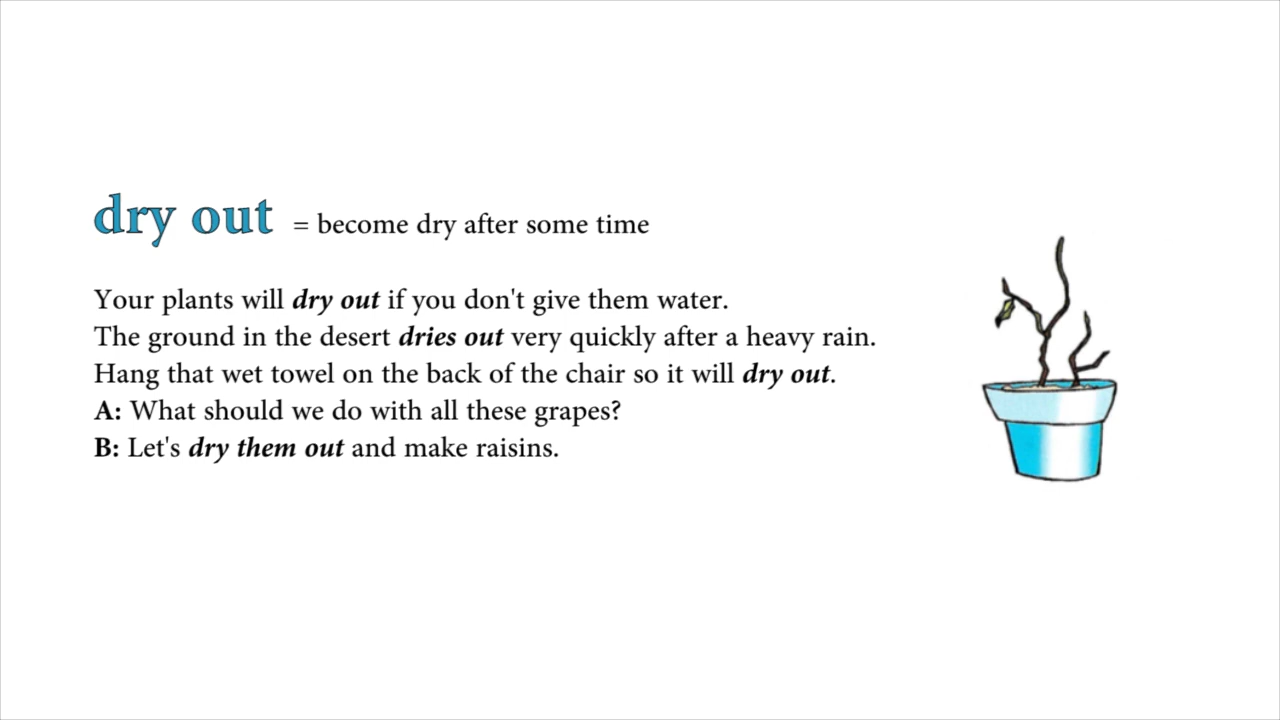 dry out = become dry after some time
Your plants will dry out if you don't give them water.
The ground in the desert dries out very quickly after a heavy rain.
Hang that wet towel on the back of the chair so it will dry out.
A: What should we do with all these grapes?
B: Let's dry them out and make raisins.